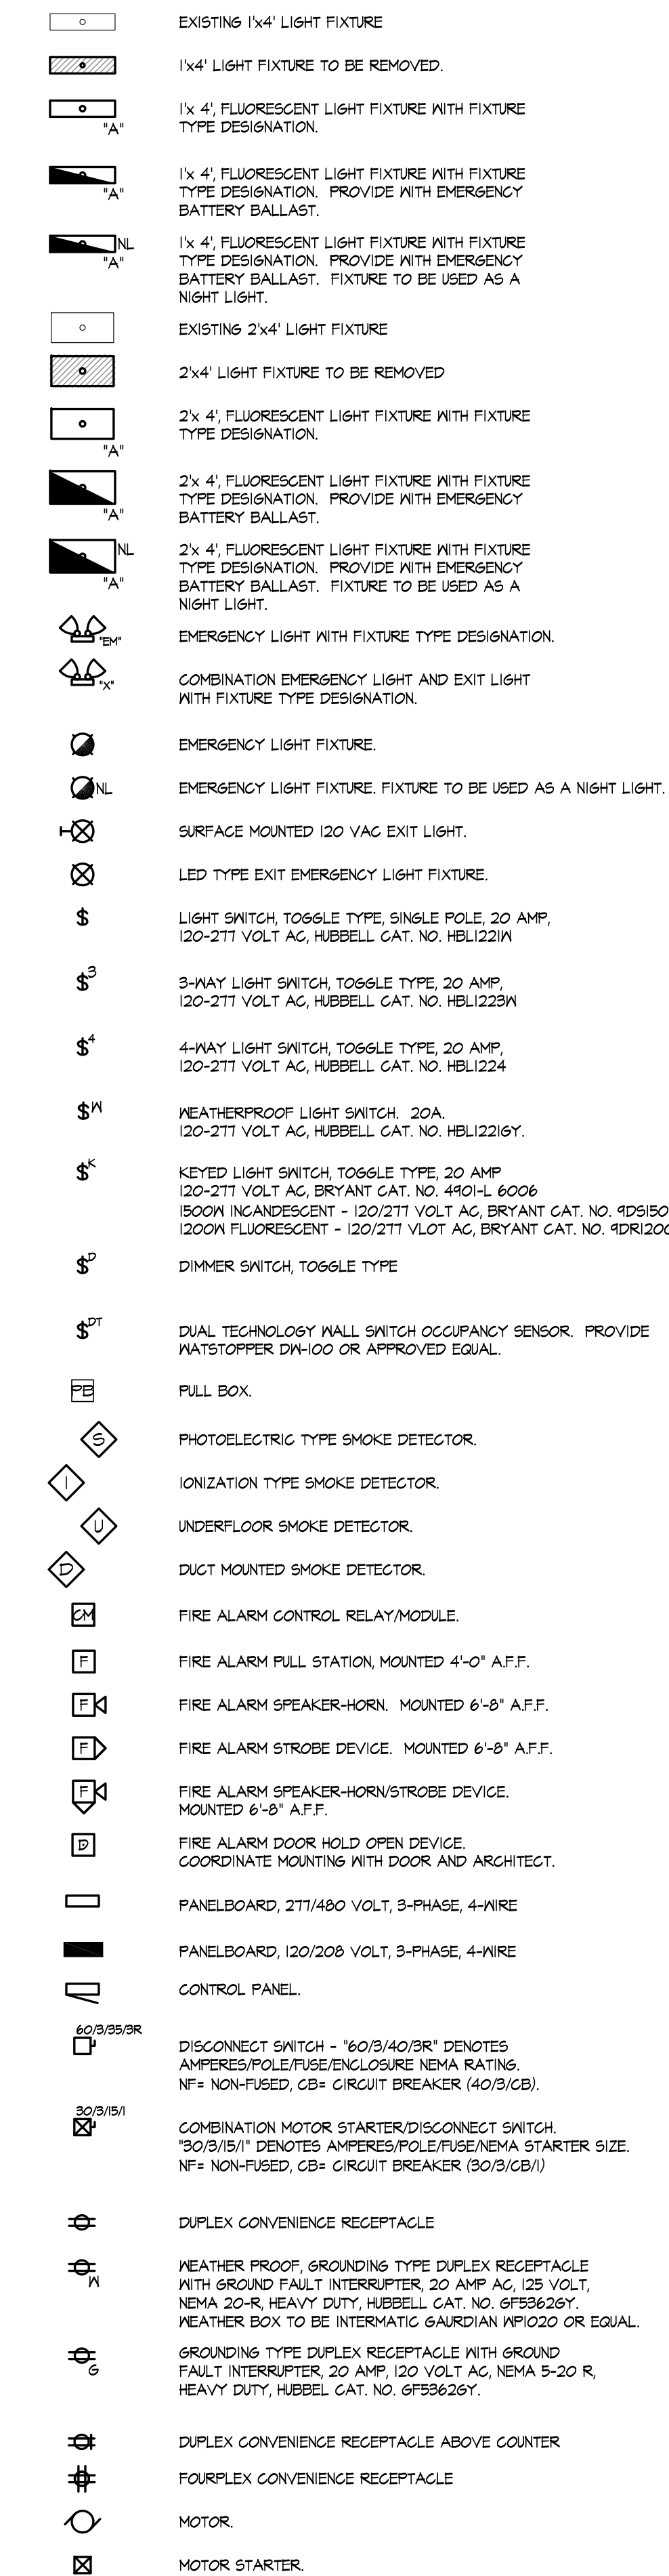 EXISTING 1'x4' LIGHT FIXTURE
1'x4' LIGHT FIXTURE TO BE REMOVED.
1'x 4', FLUORESCENT LIGHT FIXTURE WITH FIXTURE
"A" TYPE DESIGNATION.
1'x 4', FLUORESCENT LIGHT FIXTURE WITH FIXTURE
"A" TYPE DESIGNATION. PROVIDE WITH EMERGENCY
BATTERY BALLAST.
NL 1'x 4', FLUORESCENT LIGHT FIXTURE WITH FIXTURE
"A" TYPE DESIGNATION. PROVIDE WITH EMERGENCY
BATTERY BALLAST. FIXTURE TO BE USED AS A
NIGHT LIGHT.
EXISTING 2'x4' LIGHT FIXTURE
2'x4' LIGHT FIXTURE TO BE REMOVED
2'x 4', FLUORESCENT LIGHT FIXTURE WITH FIXTURE
TYPE DESIGNATION.
"A"
2'x 4', FLUORESCENT LIGHT FIXTURE WITH FIXTURE
TYPE DESIGNATION. PROVIDE WITH EMERGENCY
"A" BATTERY BALLAST.
NL 2'x 4', FLUORESCENT LIGHT FIXTURE WITH FIXTURE
TYPE DESIGNATION. PROVIDE WITH EMERGENCY
"A" BATTERY BALLAST. FIXTURE TO BE USED AS A
NIGHT LIGHT.
"EM" EMERGENCY LIGHT WITH FIXTURE TYPE DESIGNATION.
"X" COMBINATION EMERGENCY LIGHT AND EXIT LIGHT
WITH FIXTURE TYPE DESIGNATION.
EMERGENCY LIGHT FIXTURE.
NL EMERGENCY LIGHT FIXTURE. FIXTURE TO BE USED AS A NIGHT LIGHT.
SURFACE MOUNTED 120 VAC EXIT LIGHT.
LED TYPE EXIT EMERGENCY LIGHT FIXTURE.
$ LIGHT SWITCH, TOGGLE TYPE, SINGLE POLE, 20 AMP,
120-277 VOLT AC, HUBBELL CAT. NO. HBL1221W
$3 3-WAY LIGHT SWITCH, TOGGLE TYPE, 20 AMP,
120-277 VOLT AC, HUBBELL CAT. NO. HBL1223W
$4 4-WAY LIGHT SWITCH, TOGGLE TYPE, 20 AMP,
120-277 VOLT AC, HUBBELL CAT. NO. HBL1224
$W WEATHERPROOF LIGHT SWITCH. 20A.
120-277 VOLT AC, HUBBELL CAT. NO. HBL1221GY.
$K KEYED LIGHT SWITCH, TOGGLE TYPE, 20 AMP
120-277 VOLT AC, BRYANT CAT. NO. 4901-L 6006
1500W INCANDESCENT - 120/277 VOLT AC, BRYANT CAT. NO. 9DS150
1200W FLUORESCENT - 120/277 VLOT AC, BRYANT CAT. NO. 9DR120
$D DIMMER SWITCH, TOGGLE TYPE
$DT DUAL TECHNOLOGY WALL SWITCH OCCUPANCY SENSOR. PROVIDE
WATSTOPPER DW-100 OR APPROVED EQUAL.
PB PULL BOX.
S PHOTOELECTRIC TYPE SMOKE DETECTOR.
I IONIZATION TYPE SMOKE DETECTOR.
U UNDERFLOOR SMOKE DETECTOR.
D DUCT MOUNTED SMOKE DETECTOR.
CM FIRE ALARM CONTROL RELAY/MODULE.
F FIRE ALARM PULL STATION, MOUNTED 4'-0" A.F.F.
F FIRE ALARM SPEAKER-HORN. MOUNTED 6'-8" A.F.F.
F FIRE ALARM STROBE DEVICE. MOUNTED 6'-8" A.F.F.
F FIRE ALARM SPEAKER-HORN/STROBE DEVICE.
MOUNTED 6'-8" A.F.F.
D FIRE ALARM DOOR HOLD OPEN DEVICE.
COORDINATE MOUNTING WITH DOOR AND ARCHITECT.
PANELBOARD, 277/480 VOLT, 3-PHASE, 4-WIRE
PANELBOARD, 120/208 VOLT, 3-PHASE, 4-WIRE
CONTROL PANEL.
60/3/35/3R
DISCONNECT SWITCH - "60/3/40/3R" DENOTES
AMPERES/POLE/FUSE/ENCLOSURE NEMA RATING.
NF= NON-FUSED, CB= CIRCUIT BREAKER (40/3/CB).
30/3/15/1
COMBINATION MOTOR STARTER/DISCONNECT SWITCH.
"30/3/15/1" DENOTES AMPERES/POLE/FUSE/NEMA STARTER SIZE.
NF= NON-FUSED, CB= CIRCUIT BREAKER (30/3/CB/1)
DUPLEX CONVENIENCE RECEPTACLE
WEATHER PROOF, GROUNDING TYPE DUPLEX RECEPTACLE
W WITH GROUND FAULT INTERRUPTER, 20 AMP AC, 125 VOLT,
NEMA 20-R, HEAVY DUTY, HUBBELL CAT. NO. GF5362GY.
WEATHER BOX TO BE INTERMATIC GAURDIAN WP1020 OR EQUAL.
GROUNDING TYPE DUPLEX RECEPTACLE WITH GROUND
G FAULT INTERRUPTER, 20 AMP, 120 VOLT AC, NEMA 5-20 R,
HEAVY DUTY, HUBBEL CAT. NO. GF5362GY.
DUPLEX CONVENIENCE RECEPTACLE ABOVE COUNTER
FOURPLEX CONVENIENCE RECEPTACLE
MOTOR.
MOTOR STARTER.